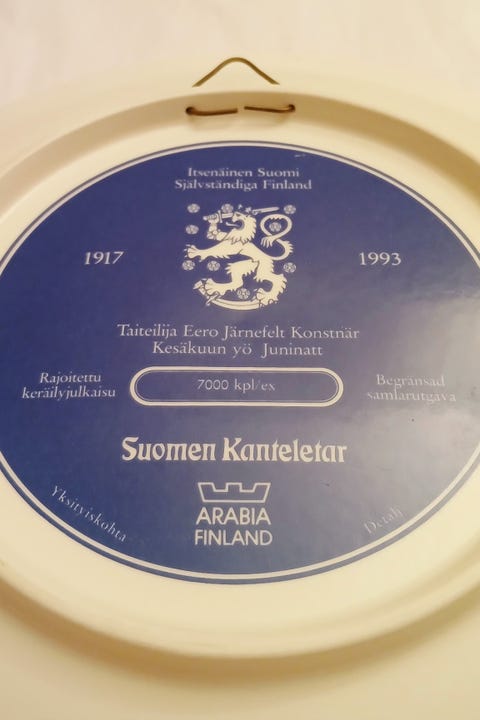 Itsenäinen Suomi
Självständiga Finland
1917
1993
Taiteilija Eero Järnefelt Konstnär
Kesäkuun yö Juninatt
Rajoitettu
keräilyjulkaisu
7000 kpl/ex
Begränsad
samlarutgåva
Suomen Kanteletar
Yksityiskohta
ARABIA
FINLAND
Detalj